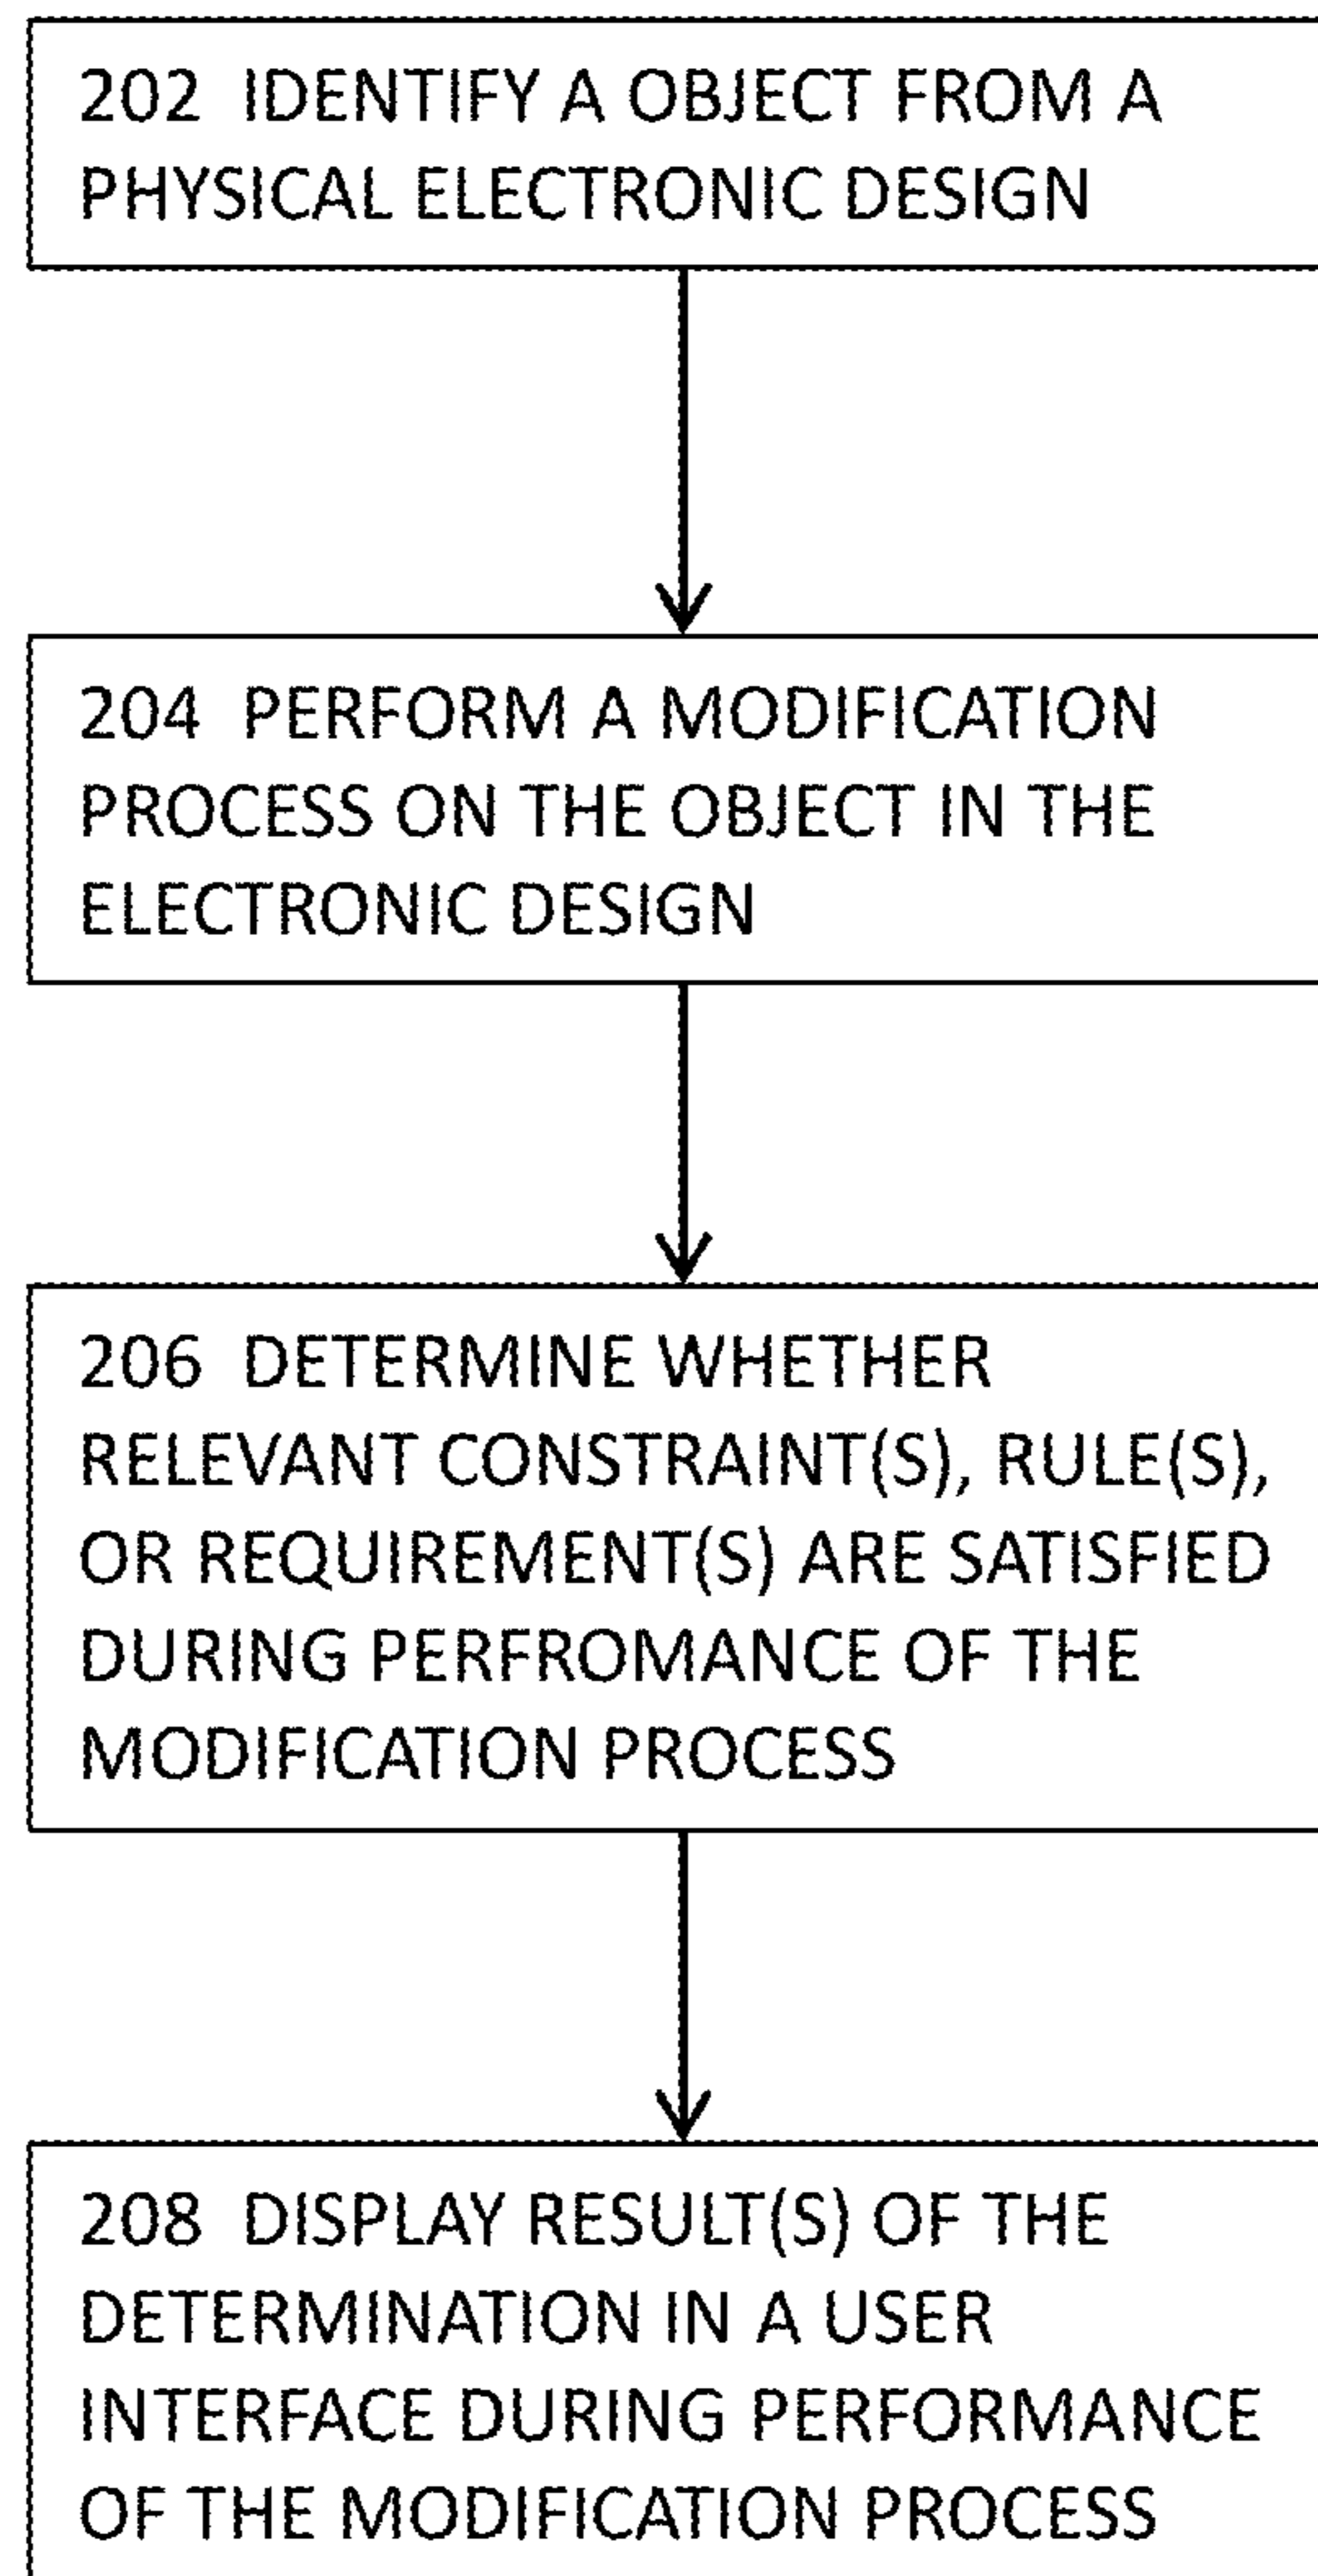 202 IDENTIFY A OBJECT FROM A
PHYSICAL ELECTRONIC DESIGN
204 PERFORM A MODIFICATION
PROCESS ON THE OBJECT IN THE
ELECTRONIC DESIGN
206 DETERMINE WHETHER
RELEVANT CONSTRAINT(S), RULE(S),
OR REQUIREMENT(S) ARE SATISFIED
DURING PERFROMANCE OF THE
MODIFICATION PROCESS
208 DISPLAY RESULT(S) OF THE
DETERMINATION IN A USER
INTERFACE DURING PERFORMANCE
OF THE MODIFICATION PROCESS